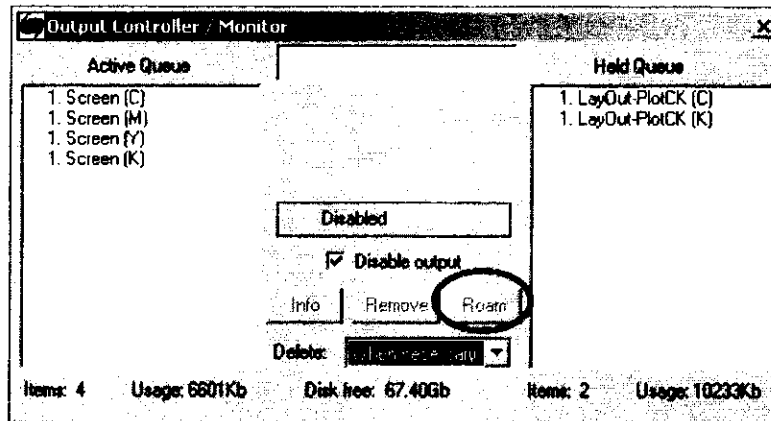 Output Controller / Monitor
Active Queue
Held Queue
1. Screen (C)
1. Screen (M)
1. Screen (Y)
1. Screen (K)
1. LayOut-PlotCK (C)
1. LayOut-PlotCK (K)
Disabled
Disable output
Info Remove Roam
Delete: when necessary
Items: 4 Usage: 6601Kb Disk free: 67.40Gb Items: 2 Usage: 10233Kb